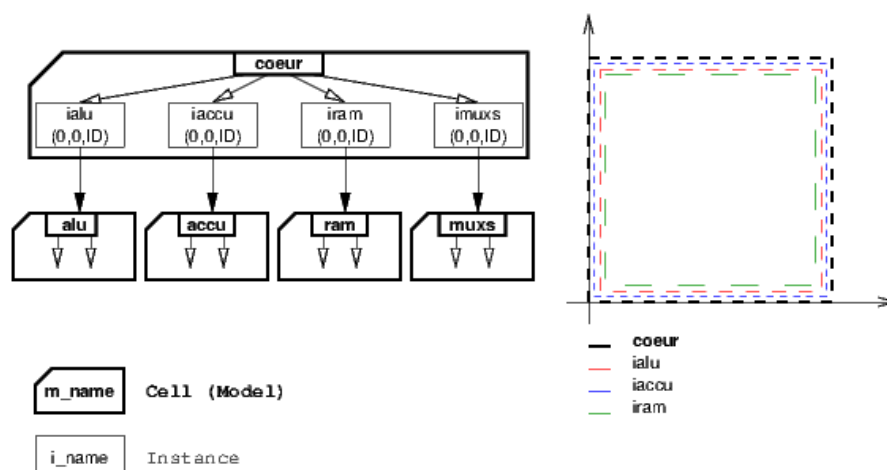 coeur
ialu iaccu iram imuxs
(0,0,ID) (0,0,ID) (0,0,ID) (0,0,ID)
alu accu ram muxs
coeur
ialu
iaccu
iram
m_name Cell (Model)
i_name Instance